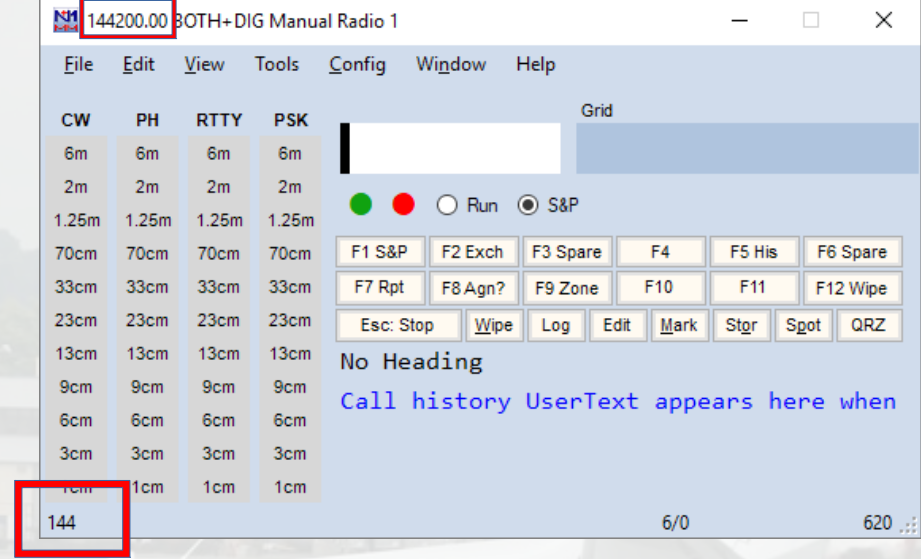 144200.00 BOTH+DIG Manual Radio 1
File Edit View Tools Config Window Help
Grid
CW PH RTTY PSK
6m 6m 6m 6m
2m 2m 2m 2m
1.25m 1.25m 1.25m 1.25m
Run S&P
70cm 70cm 70cm 70cm
F1 S&P F2 Exch F3 Spare F4 F5 His F6 Spare
33cm 33cm 33cm 33cm
F7 Rpt F8 Agn? F9 Zone F10 F11 F12 Wipe
23cm 23cm 23cm 23cm
Esc: Stop Wipe Log Edit Mark Stor Spot QRZ
13cm 13cm 13cm 13cm
No Heading
9cm 9cm 9cm 9cm
Call history UserText appears here when
6cm 6cm 6cm 6cm
3cm 3cm 3cm 3cm
1cm 1cm 1cm 1cm
144 6/0 620